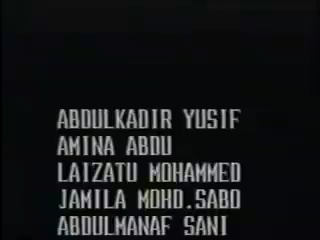 ABDULKADIR YUSIF
AMINA ABDU
LAIZATU MOHAMMED
JAMILA MOHD.SABO
ABDULMANAF SANI